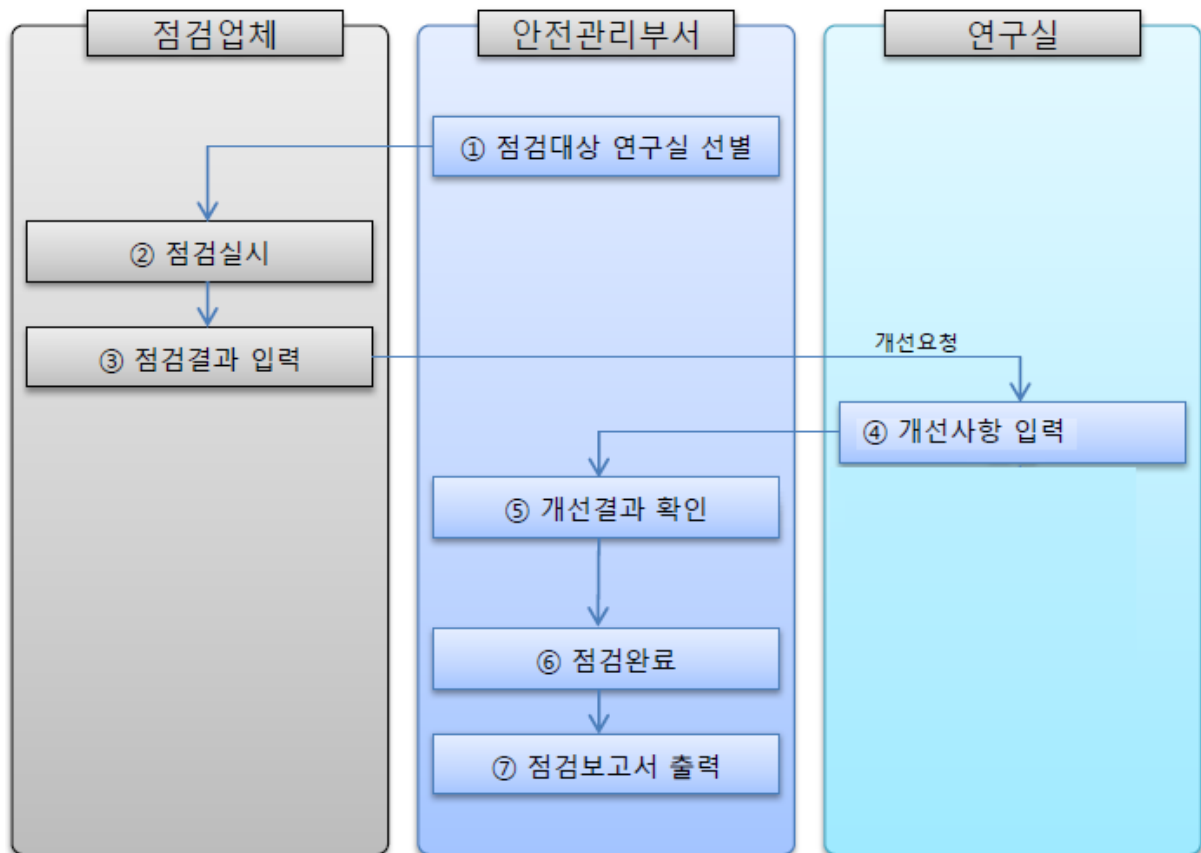 점검업체
안전관리부서
연구실
① 점검대상 연구실 선별
② 점검실시
③ 점검결과 입력
개선요청
④ 개선사항 입력
⑤ 개선결과 확인
⑥ 점검완료
⑦ 점검보고서 출력